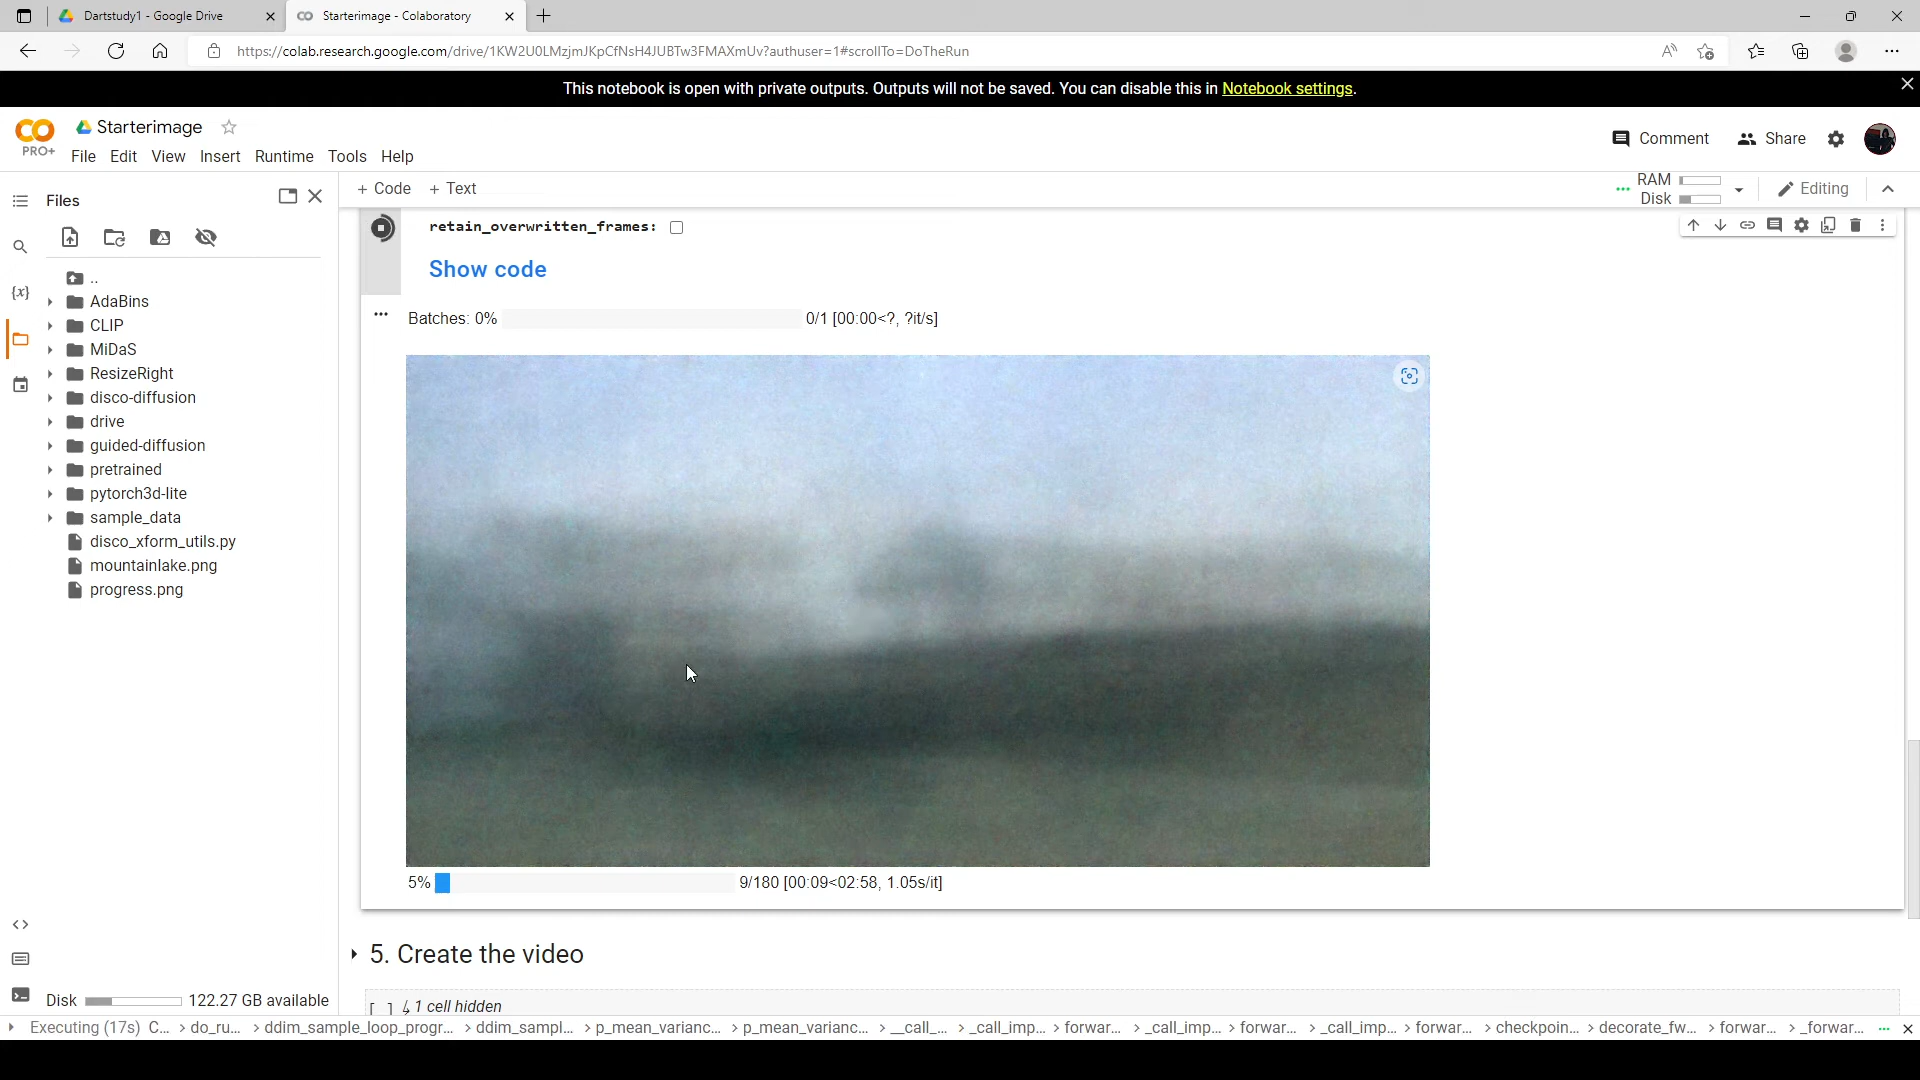 Dartstudy1 - Google Drive
Starterimage - Colaboratory
https://colab.research.google.com/drive/1KW2U0LMzjmJKpCfNsH4JUBTw3FMAXmUv?authuser=1#scrollTo=DoTheRun
This notebook is open with private outputs. Outputs will not be saved. You can disable this in Notebook settings.
CO PRO+
Starterimage
File Edit View Insert Runtime Tools Help
Comment Share
Files
+ Code + Text
RAM
Disk
Editing
retain_overwritten_frames:
Show code
..
AdaBins
CLIP
MiDaS
ResizeRight
disco-diffusion
drive
guided-diffusion
pretrained
pytorch3d-lite
sample_data
disco_xform_utils.py
mountainlake.png
progress.png
{x}
Batches: 0% 0/1 [00:00<?, ?it/s]
5% 9/180 [00:09<02:58, 1.05s/it]
5. Create the video
[ ] ↳ 1 cell hidden
Disk 122.27 GB available
Executing (17s) C... > do_ru... > ddim_sample_loop_progr... > ddim_sampl... > p_mean_varianc... > p_mean_varianc... > __call_... > _call_imp... > forwar... > _call_imp... > forwar... > _call_imp... > forwar... > checkpoin... > decorate_fw... > forwar... > _forwar...